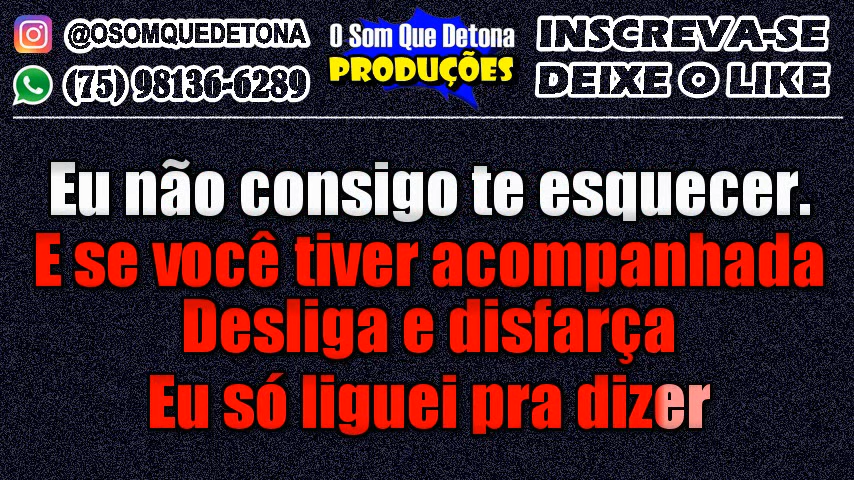 @OSOMQUEDETONA
(75) 98136-6289
O Som Que Detona
PRODUÇÕES
INSCREVA-SE
DEIXE O LIKE
Eu não consigo te esquecer.
E se você tiver acompanhada
Desliga e disfarça
Eu só liguei pra dizer